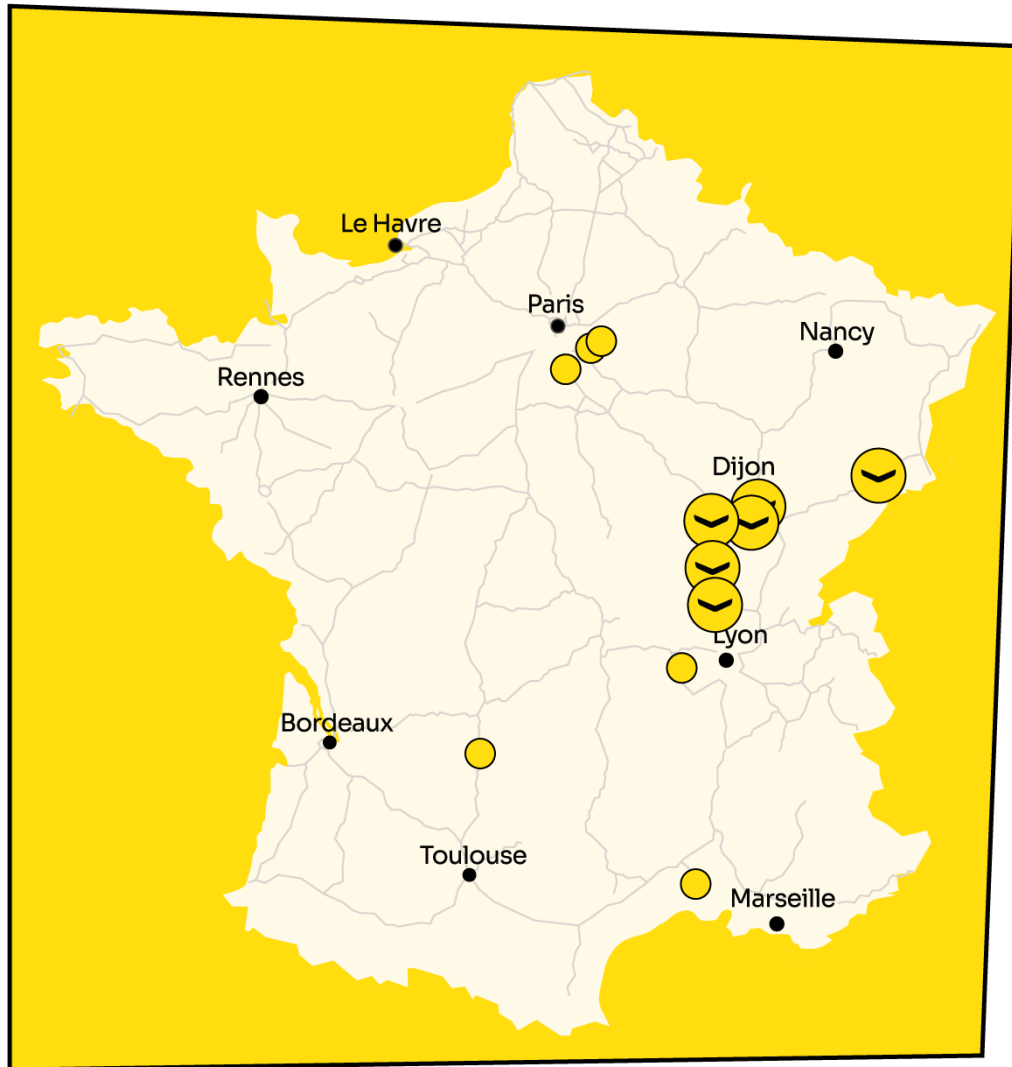 Le Havre
Paris
Nancy
Rennes
Dijon
Lyon
Bordeaux
Toulouse
Marseille